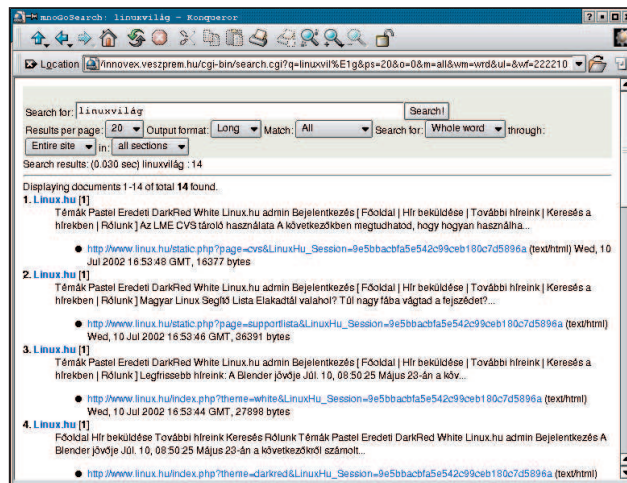 mnoGoSearch: linuxvilág - Konqueror
Location /innovex.veszprem.hu/cgi-bin/search.cgi?q=linuxvil%E1g&ps=20&o=0&m=all&wm=wrd&ul=&wf=222210
Search for: linuxvilág Search!
Results per page: 20 Output format: Long Match: All Search for: Whole word through:
Entire site in: all sections
Search results: (0.030 sec) linuxvilág : 14
Displaying documents 1-14 of total 14 found.
1. Linux.hu [1]
Témák Pastel Eredeti DarkRed White Linux.hu admin Bejelentkezés [ Főoldal | Hír beküldése | További híreink | Keresés a
hírekben | Rólunk ] Az LME CVS tároló használata A következőkben megtudhatod, hogy hogyan használha...
● http://www.linux.hu/static.php?page=cvs&LinuxHu_Session=9e5bbacbfa5e542c99ceb180c7d5896a (text/html) Wed, 10
Jul 2002 16:53:48 GMT, 16377 bytes
2. Linux.hu [1]
Témák Pastel Eredeti DarkRed White Linux.hu admin Bejelentkezés [ Főoldal | Hír beküldése | További híreink | Keresés a
hírekben | Rólunk ] Magyar Linux Segítő Lista Elakadtál valahol? Túl nagy fába vágtad a fejszédet?...
● http://www.linux.hu/static.php?page=supportlista&LinuxHu_Session=9e5bbacbfa5e542c99ceb180c7d5896a (text/html)
Wed, 10 Jul 2002 16:53:46 GMT, 36391 bytes
3. Linux.hu [1]
Témák Pastel Eredeti DarkRed White Linux.hu admin Bejelentkezés [ Főoldal | Hír beküldése | További híreink | Keresés a
hírekben | Rólunk ] Legfrissebb híreink: A Blender jövője Júl. 10, 08:50:25 Május 23-án a köv...
● http://www.linux.hu/index.php?theme=white&LinuxHu_Session=9e5bbacbfa5e542c99ceb180c7d5896a (text/html)
Wed, 10 Jul 2002 16:53:44 GMT, 27898 bytes
4. Linux.hu [1]
Főoldal Hír beküldése További híreink Keresés Rólunk Témák Pastel Eredeti DarkRed White Linux.hu admin Bejelentkezés A
Blender jövője Júl. 10, 08:50:25 Május 23-án a következőkről számolt...
● http://www.linux.hu/index.php?theme=darkred&LinuxHu_Session=9e5bbacbfa5e542c99ceb180c7d5896a (text/html)